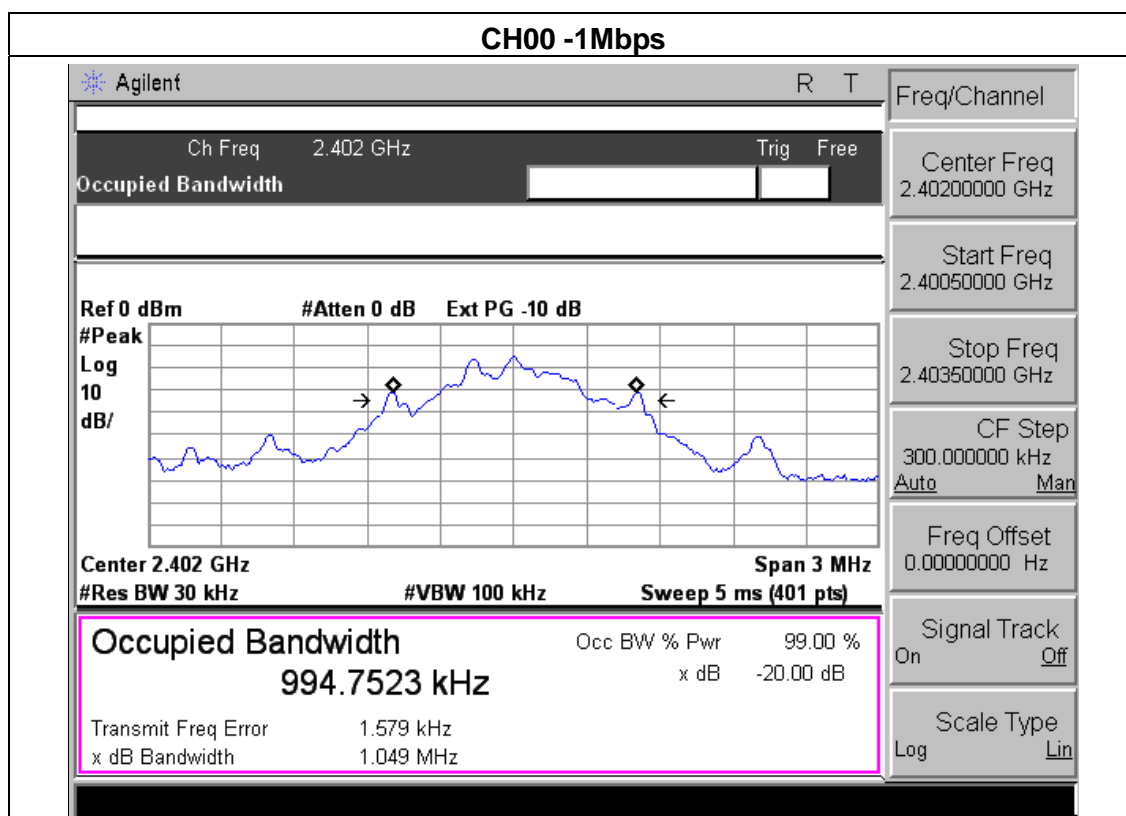 CH00 -1Mbps
Agilent R T
Ch Freq 2.402 GHz Trig Free
Occupied Bandwidth
Ref 0 dBm #Atten 0 dB Ext PG -10 dB
#Peak
Log
10
dB/
Center 2.402 GHz Span 3 MHz
#Res BW 30 kHz #VBW 100 kHz Sweep 5 ms (401 pts)
Occupied Bandwidth Occ BW % Pwr 99.00 %
994.7523 kHz x dB -20.00 dB
Transmit Freq Error 1.579 kHz
x dB Bandwidth 1.049 MHz
Freq/Channel
Center Freq
2.40200000 GHz
Start Freq
2.40050000 GHz
Stop Freq
2.40350000 GHz
CF Step
300.000000 kHz
Auto Man
Freq Offset
0.00000000 Hz
Signal Track
On Off
Scale Type
Log Lin